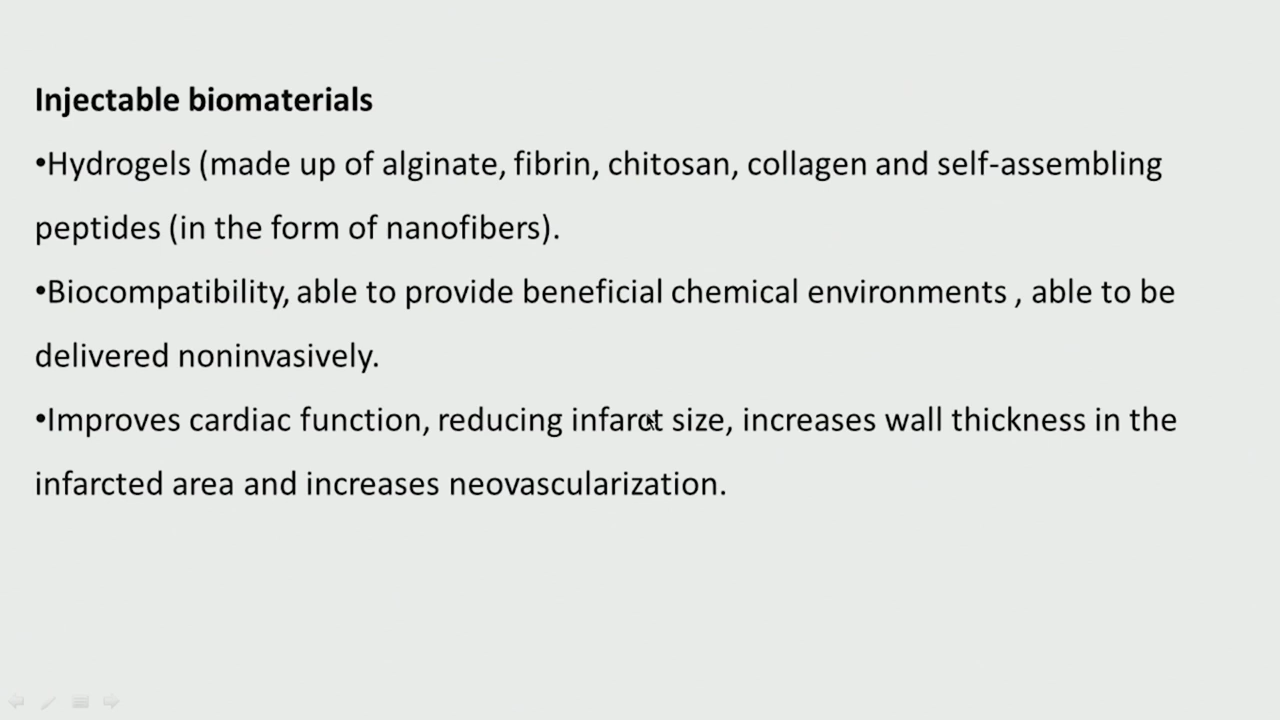 Injectable biomaterials
•Hydrogels (made up of alginate, fibrin, chitosan, collagen and self-assembling
peptides (in the form of nanofibers).
•Biocompatibility, able to provide beneficial chemical environments , able to be
delivered noninvasively.
•Improves cardiac function, reducing infarct size, increases wall thickness in the
infarcted area and increases neovascularization.